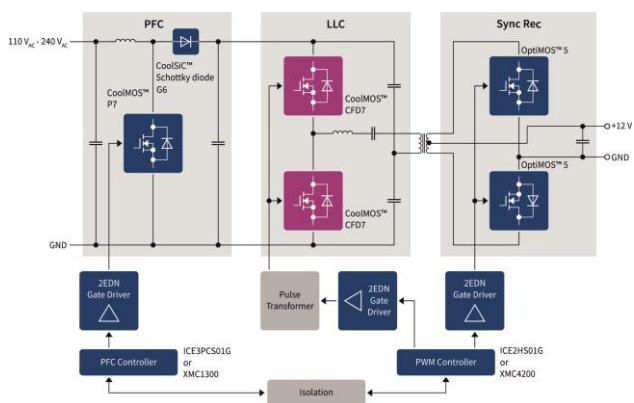 PFC
LLC
Sync Rec
110 VAC - 240 VAC
CoolSiC™
Schottky diode
G6
CoolMOS™
P7
CoolMOS™
CFD7
CoolMOS™
CFD7
OptiMOS™ 5
OptiMOS™ 5
+12 V
GND
GND
2EDN
Gate Driver
Pulse
Transformer
2EDN
Gate
Driver
2EDN
Gate Driver
PFC Controller
ICE3PCS01G
or
XMC1300
PWM Controller
ICE2HS01G
or
XMC4200
Isolation